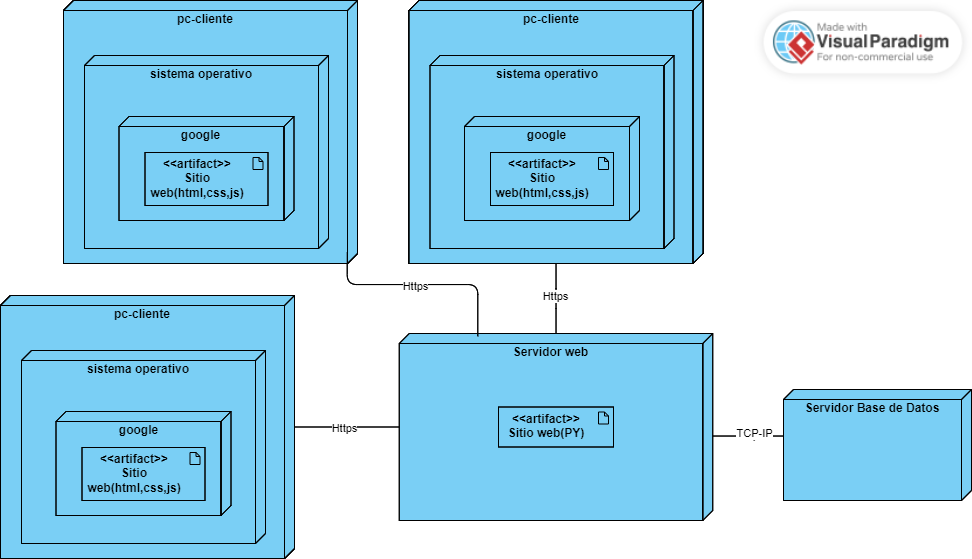 pc-cliente
sistema operativo
google
<<artifact>>
Sitio
web(html,css,js)
pc-cliente
sistema operativo
google
<<artifact>>
Sitio
web(html,css,js)
Made with
Visual Paradigm
For non-commercial use
Https
Https
pc-cliente
sistema operativo
google
<<artifact>>
Sitio
web(html,css,js)
Https
Servidor web
<<artifact>>
Sitio web(PY)
TCP-IP
Servidor Base de Datos